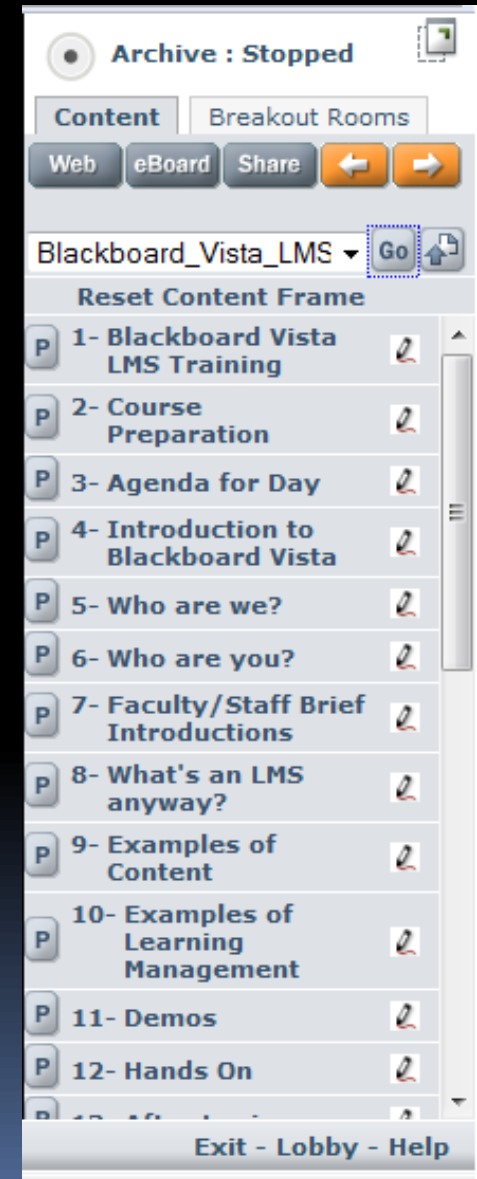 Archive : Stopped
Content Breakout Rooms
Web eBoard Share
Blackboard_Vista_LMS Go
Reset Content Frame
P 1- Blackboard Vista
LMS Training
P 2- Course
Preparation
P 3- Agenda for Day
P 4- Introduction to
Blackboard Vista
P 5- Who are we?
P 6- Who are you?
P 7- Faculty/Staff Brief
Introductions
P 8- What's an LMS
anyway?
P 9- Examples of
Content
P 10- Examples of
Learning
Management
P 11- Demos
P 12- Hands On
Exit - Lobby - Help